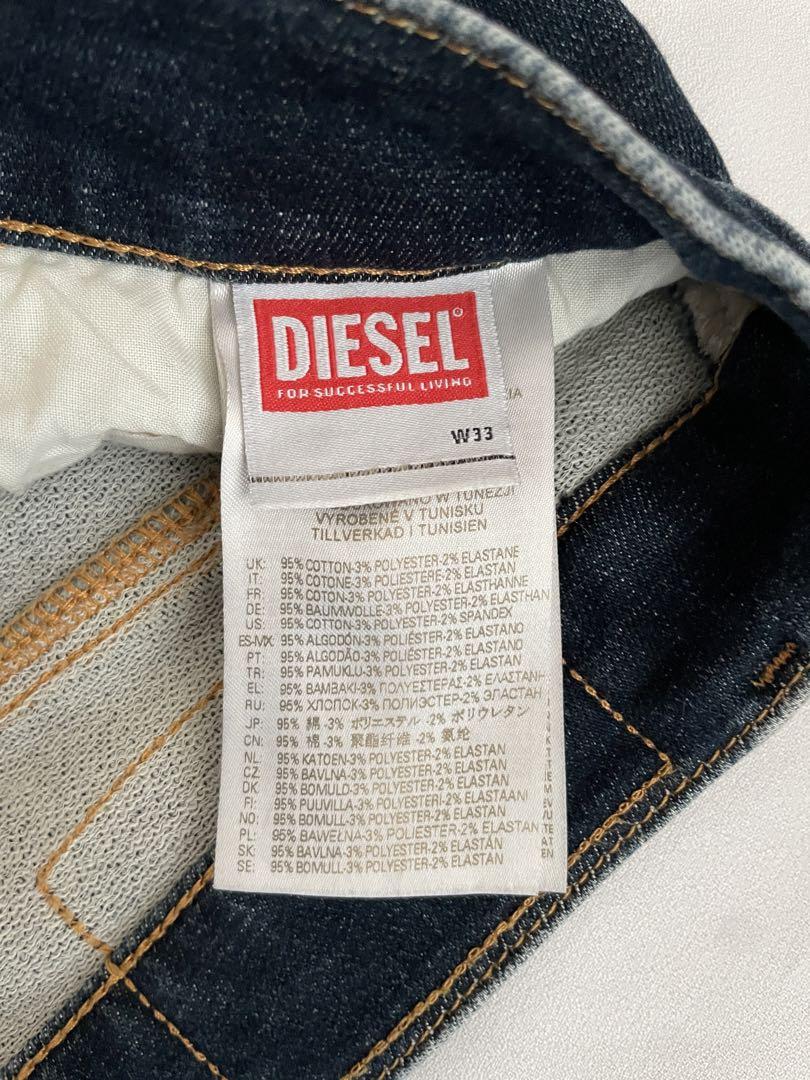 DIESEL®
FOR SUCCESSFUL LIVING
W33
W TUNEZJI
VYROBENÉ V TUNISKU
TILLVERKAD I TUNISIEN
UK: 95% COTTON-3% POLYESTER-2% ELASTANE
IT: 95% COTONE-3% POLIESTERE-2% ELASTAN
FR: 95% COTON-3% POLYESTER-2% ELASTHANNE
DE: 95% BAUMWOLLE-3% POLYESTER-2% ELASTHAN
US: 95% COTTON-3% POLYESTER-2% SPANDEX
ES-MX: 95% ALGODÓN-3% POLIÉSTER-2% ELASTANO
PT: 95% ALGODÃO-3% POLIÉSTER-2% ELASTANO
TR: 95% PAMUKLU-3% POLYESTER-2% ELASTAN
EL: 95% ΒΑΜΒΑΚΙ-3% ΠΟΛΥΕΣΤΕΡΑΣ-2% ΕΛΑΣΤΑΝΗ
RU: 95% ХЛОПОК-3% ПОЛИЭСТЕР-2% ЭЛАСТАН
JP: 95% 綿-3% ポリエステル-2% ポリウレタン
CN: 95% 棉-3% 聚酯纤维-2% 氨纶
NL: 95% KATOEN-3% POLYESTER-2% ELASTAN
CZ: 95% BAVLNA-3% POLYESTER-2% ELASTAN
DK: 95% BOMULD-3% POLYESTER-2% ELASTAN
FI: 95% PUUVILLA-3% POLYESTERI-2% ELASTAANI
NO: 95% BOMULL-3% POLYESTER-2% ELASTAN
PL: 95% BAWEŁNA-3% POLIESTER-2% ELASTAN
SK: 95% BAVLNA-3% POLYESTER-2% ELASTAN
SE: 95% BOMULL-3% POLYESTER-2% ELASTAN